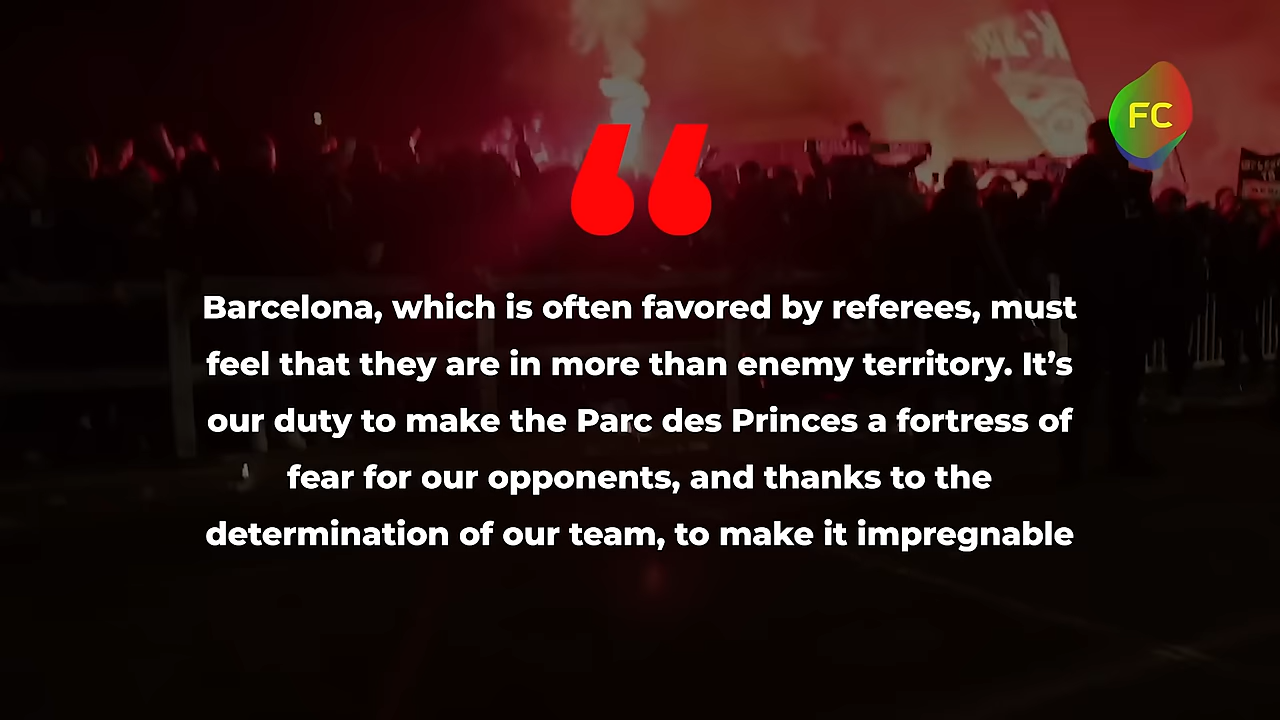 FC
“
Barcelona, which is often favored by referees, must
feel that they are in more than enemy territory. It’s
our duty to make the Parc des Princes a fortress of
fear for our opponents, and thanks to the
determination of our team, to make it impregnable